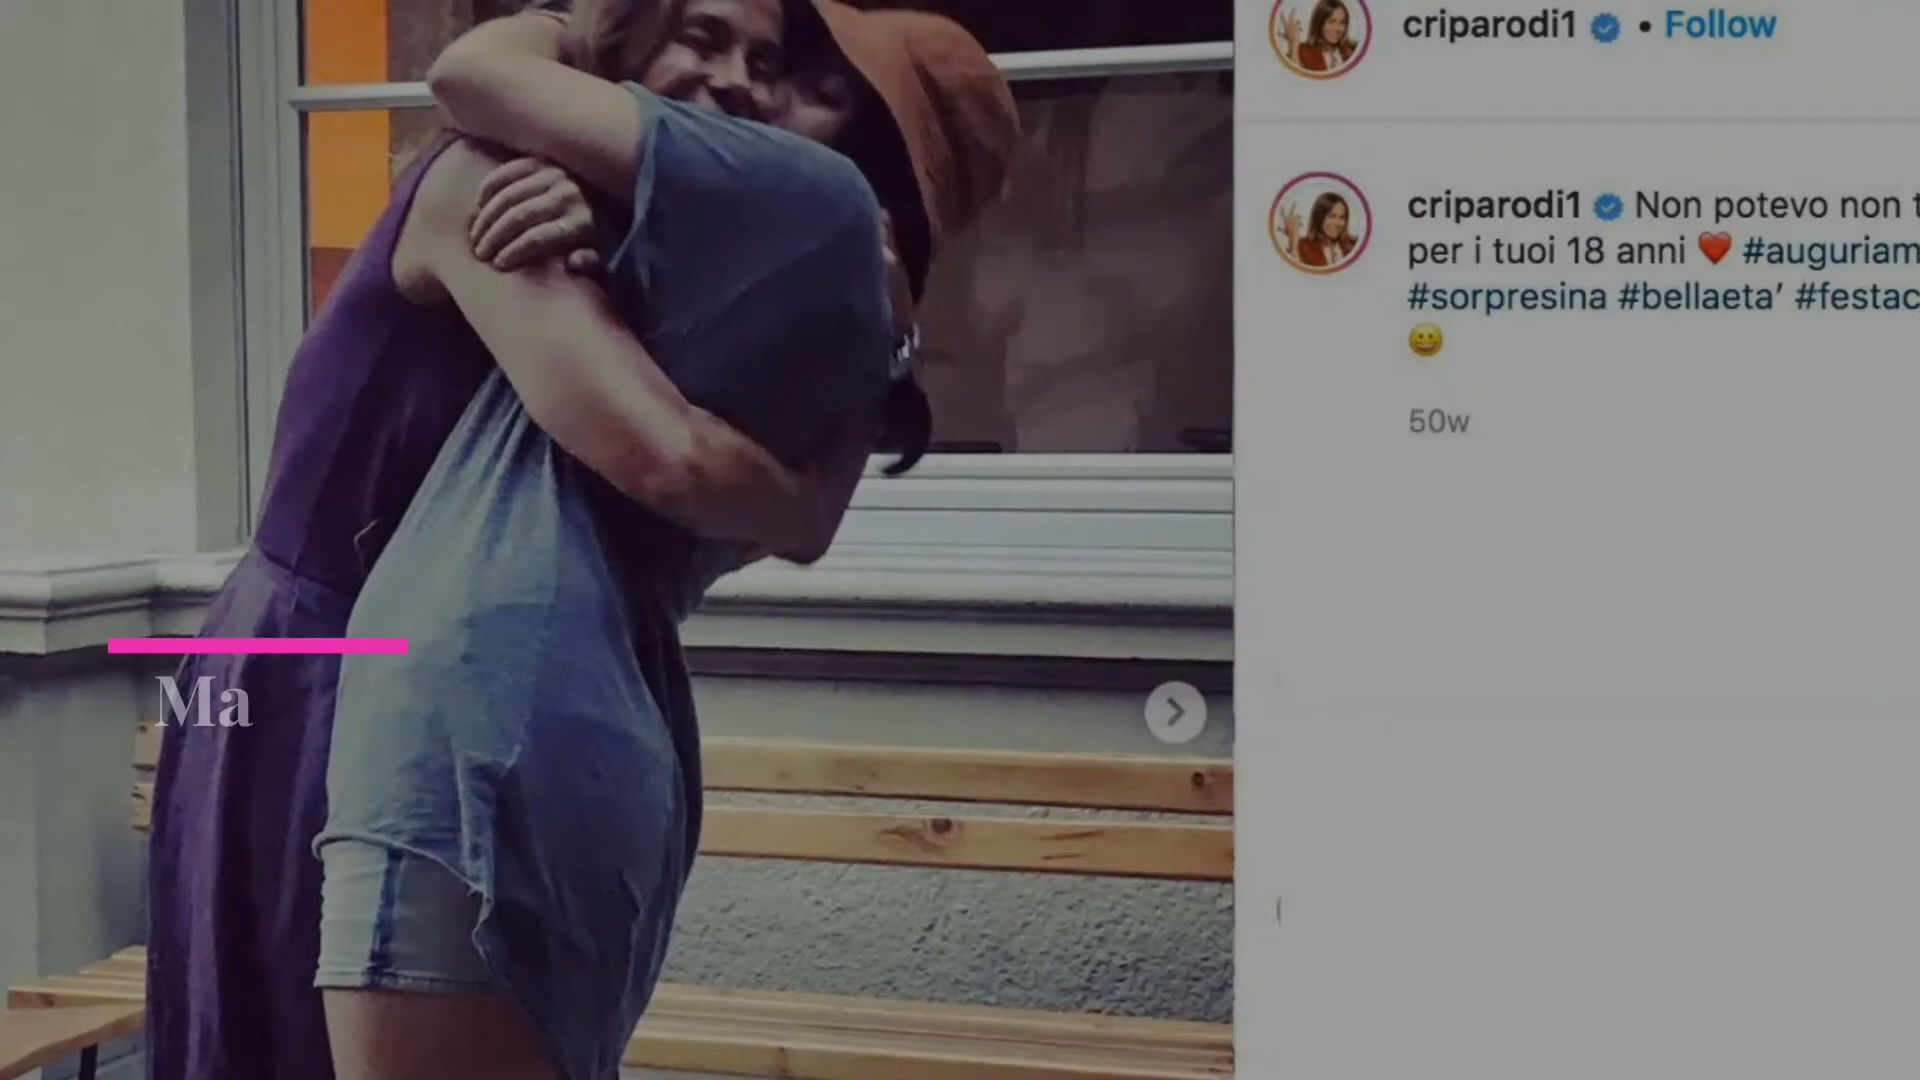 criparodi1 • Follow
criparodi1 Non potevo non
per i tuoi 18 anni ❤️ #auguriam
#sorpresina #bellaeta’ #festac
😀
50w
Ma